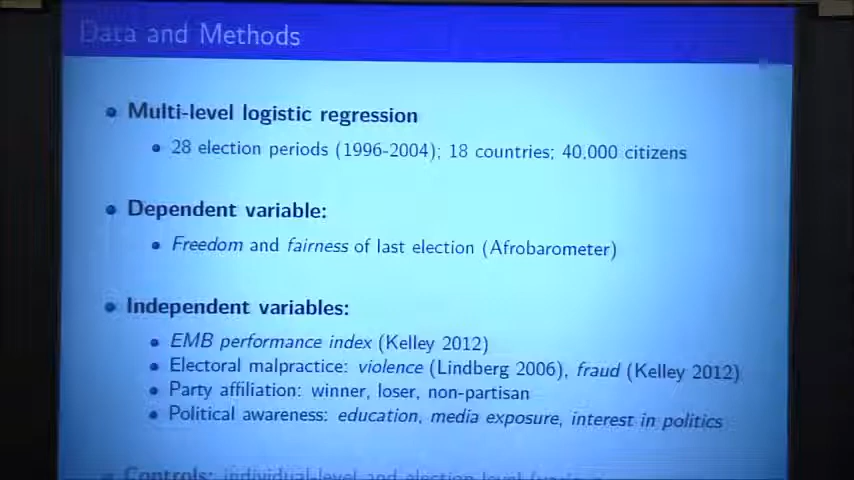 Data and Methods
Multi-level logistic regression
28 election periods (1996-2004); 18 countries; 40,000 citizens
Dependent variable:
Freedom and fairness of last election (Afrobarometer)
Independent variables:
EMB performance index (Kelley 2012)
Electoral malpractice: violence (Lindberg 2006), fraud (Kelley 2012)
Party affiliation: winner, loser, non-partisan
Political awareness: education, media exposure, interest in politics
Controls: individual-level and election-level